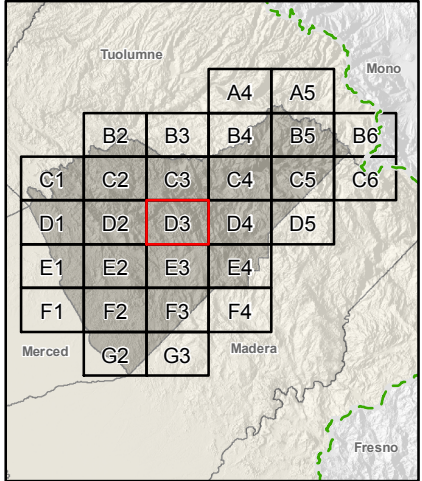 Tuolumne
Mono
A4 A5
B2 B3 B4 B5 B6
C1 C2 C3 C4 C5 C6
D1 D2 D3 D4 D5
E1 E2 E3 E4
F1 F2 F3 F4
Merced
Madera
G2 G3
Fresno